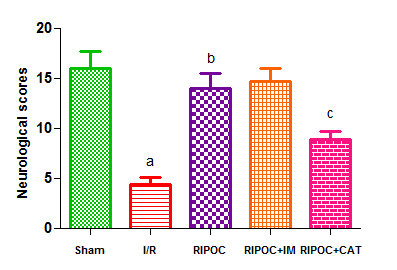 Neurological scores
20
15
10
5
0
a
b
c
Sham I/R RIPOC RIPOC+IM RIPOC+CAT